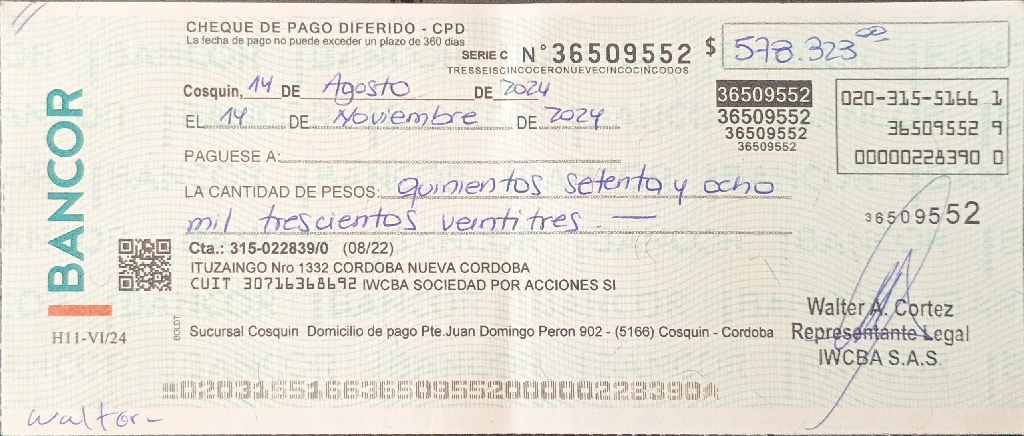 CHEQUE DE PAGO DIFERIDO - CPD
La fecha de pago no puede exceder un plazo de 360 dias
SERIE C N°36509552 $ 578.323⁰⁰
TRESSEISCINCOCERONUEVECINCOCINCODOS
Cosquin, 14 DE Agosto DE 2024
EL 14 DE Noviembre DE 2024
36509552
36509552
36509552
36509552
020-315-5166 1
36509552 9
00000228390 0
PAGUESE A:
LA CANTIDAD DE PESOS: quinientos setenta y ocho
mil trescientos veintitres. —
36509552
BANCOR
Cta.: 315-022839/0 (08/22)
ITUZAINGO Nro 1332 CORDOBA NUEVA CORDOBA
CUIT 30716368692 IWCBA SOCIEDAD POR ACCIONES SI
H11-VI/24
BOLDT
Sucursal Cosquin Domicilio de pago Pte.Juan Domingo Peron 902 - (5166) Cosquin - Cordoba
Walter A. Cortez
Representante Legal
IWCBA S.A.S.
02031551663650955200000228390